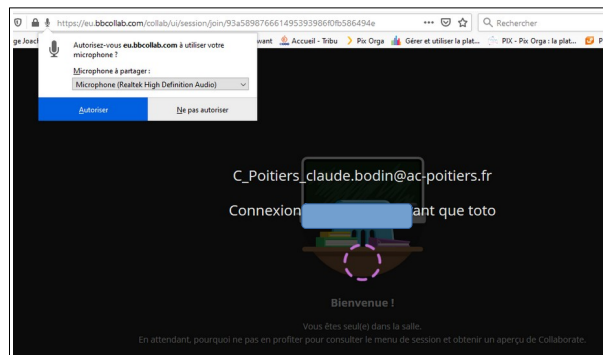 https://eu.bbcollab.com/collab/ui/session/join/93a58987666149539398​6f0fb586494e
Rechercher
ge Joach
vant Accueil - Tribu Pix Orga Gérer et utiliser la plat... PIX - Pix Orga : la plat... P
Autorisez-vous eu.bbcollab.com à utiliser votre
microphone ?
Microphone à partager :
Microphone (Realtek High Definition Audio)
Autoriser Ne pas autoriser
C_Poitiers_claude.bodin@ac-poitiers.fr
Connexion ant que toto
Bienvenue !
Vous êtes seul(e) dans la salle.
En attendant, pourquoi ne pas en profiter pour consulter le menu de session et obtenir un aperçu de Collaborate.